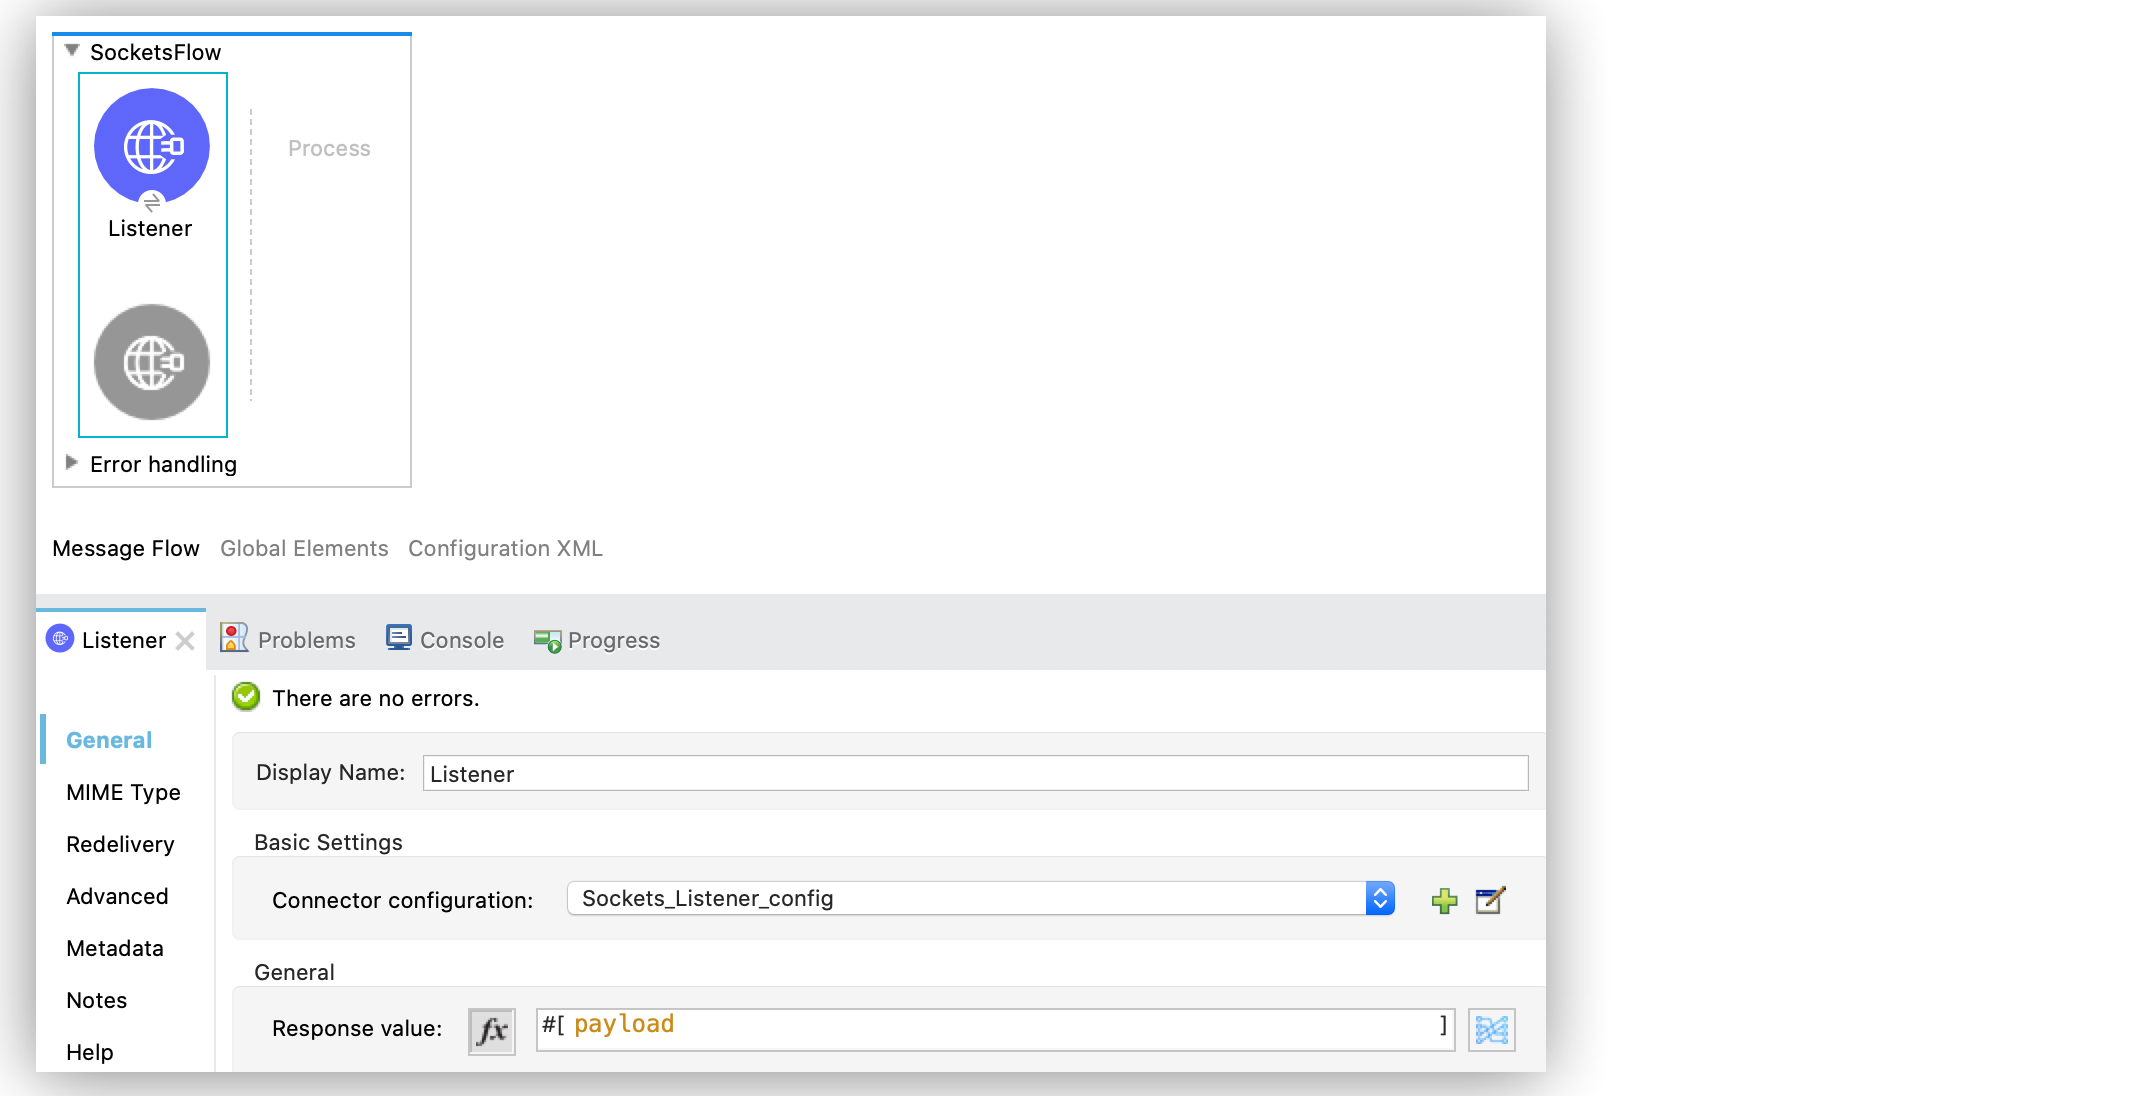 SocketsFlow
Process
Listener
Error handling
Message Flow Global Elements Configuration XML
Listener Problems Console Progress
There are no errors.
General
Display Name: Listener
MIME Type
Basic Settings
Redelivery
Connector configuration: Sockets_Listener_config
Advanced
Metadata
General
Notes
Response value: fx #[ payload ]
Help